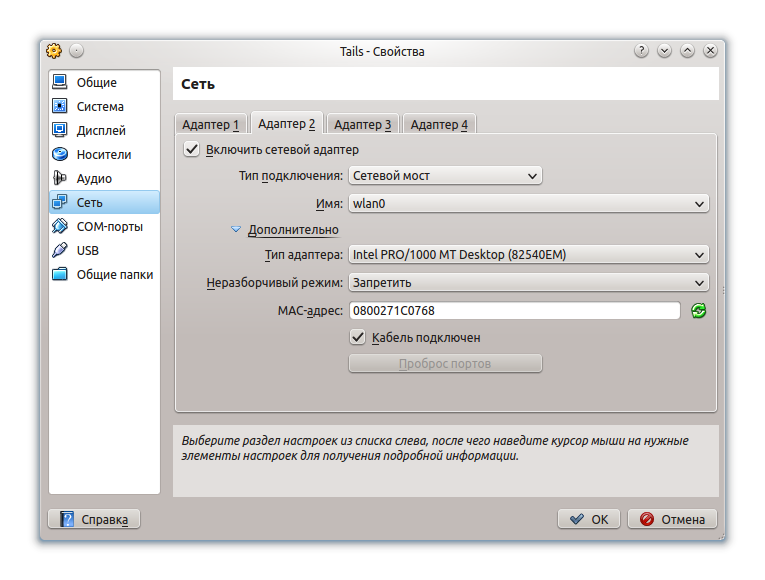 Tails - Свойства
Общие
Система
Дисплей
Носители
Аудио
Сеть
COM-порты
USB
Общие папки
Сеть
Адаптер 1 Адаптер 2 Адаптер 3 Адаптер 4
Включить сетевой адаптер
Тип подключения: Сетевой мост
Имя: wlan0
Дополнительно
Тип адаптера: Intel PRO/1000 MT Desktop (82540EM)
Неразборчивый режим: Запретить
MAC-адрес: 0800271C0768
Кабель подключен
Проброс портов
Выберите раздел настроек из списка слева, после чего наведите курсор мыши на нужные
элементы настроек для получения подробной информации.
Справка OK Отмена